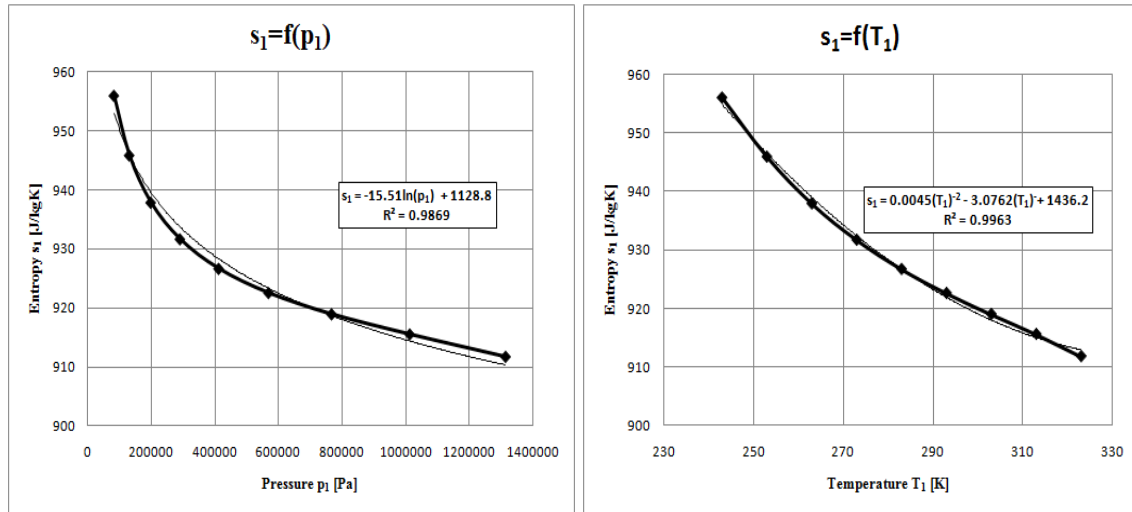 s₁=f(p₁)
960
950
940
930
920
910
900
Entropy s₁ [J/kgK]
s₁ = -15.51ln(p₁) + 1128.8
R² = 0.9869
0 200000 400000 600000 800000 1000000 1200000 1400000
Pressure p₁ [Pa]
s₁=f(T₁)
960
950
940
930
920
910
900
Entropy s₁ [J/kgK]
s₁ = 0.0045(T₁)⁻² - 3.0762(T₁)⁻+ 1436.2
R² = 0.9963
230 250 270 290 310 330
Temperature T₁ [K]